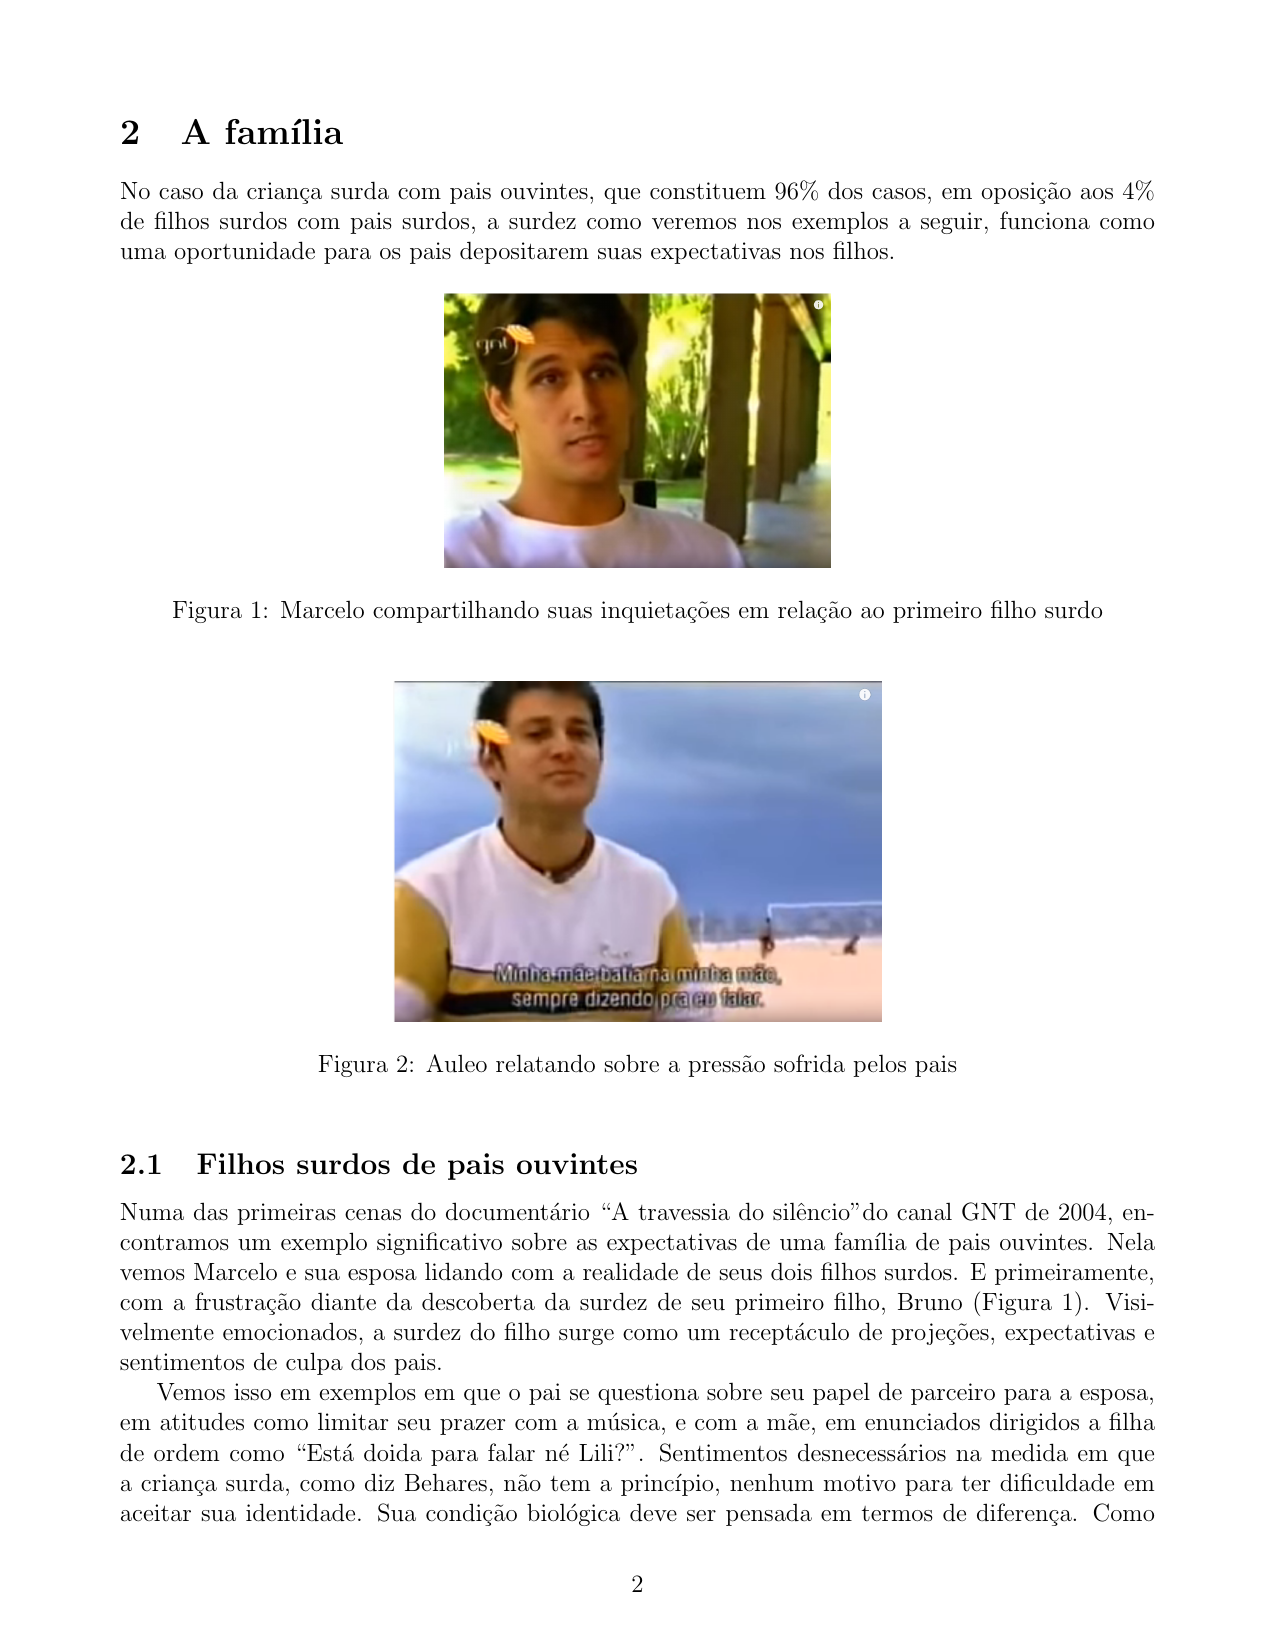 2 A família
No caso da criança surda com pais ouvintes, que constituem 96% dos casos, em oposição aos 4%
de filhos surdos com pais surdos, a surdez como veremos nos exemplos a seguir, funciona como
uma oportunidade para os pais depositarem suas expectativas nos filhos.
gnt
Figura 1: Marcelo compartilhando suas inquietações em relação ao primeiro filho surdo
Minha mãe batia na minha mão,
sempre dizendo pra eu falar.
Figura 2: Auleo relatando sobre a pressão sofrida pelos pais
2.1 Filhos surdos de pais ouvintes
Numa das primeiras cenas do documentário “A travessia do silêncio”do canal GNT de 2004, en-
contramos um exemplo significativo sobre as expectativas de uma família de pais ouvintes. Nela
vemos Marcelo e sua esposa lidando com a realidade de seus dois filhos surdos. E primeiramente,
com a frustração diante da descoberta da surdez de seu primeiro filho, Bruno (Figura 1). Visi-
velmente emocionados, a surdez do filho surge como um receptáculo de projeções, expectativas e
sentimentos de culpa dos pais.
Vemos isso em exemplos em que o pai se questiona sobre seu papel de parceiro para a esposa,
em atitudes como limitar seu prazer com a música, e com a mãe, em enunciados dirigidos a filha
de ordem como “Está doida para falar né Lili?”. Sentimentos desnecessários na medida em que
a criança surda, como diz Behares, não tem a princípio, nenhum motivo para ter dificuldade em
aceitar sua identidade. Sua condição biológica deve ser pensada em termos de diferença. Como
2